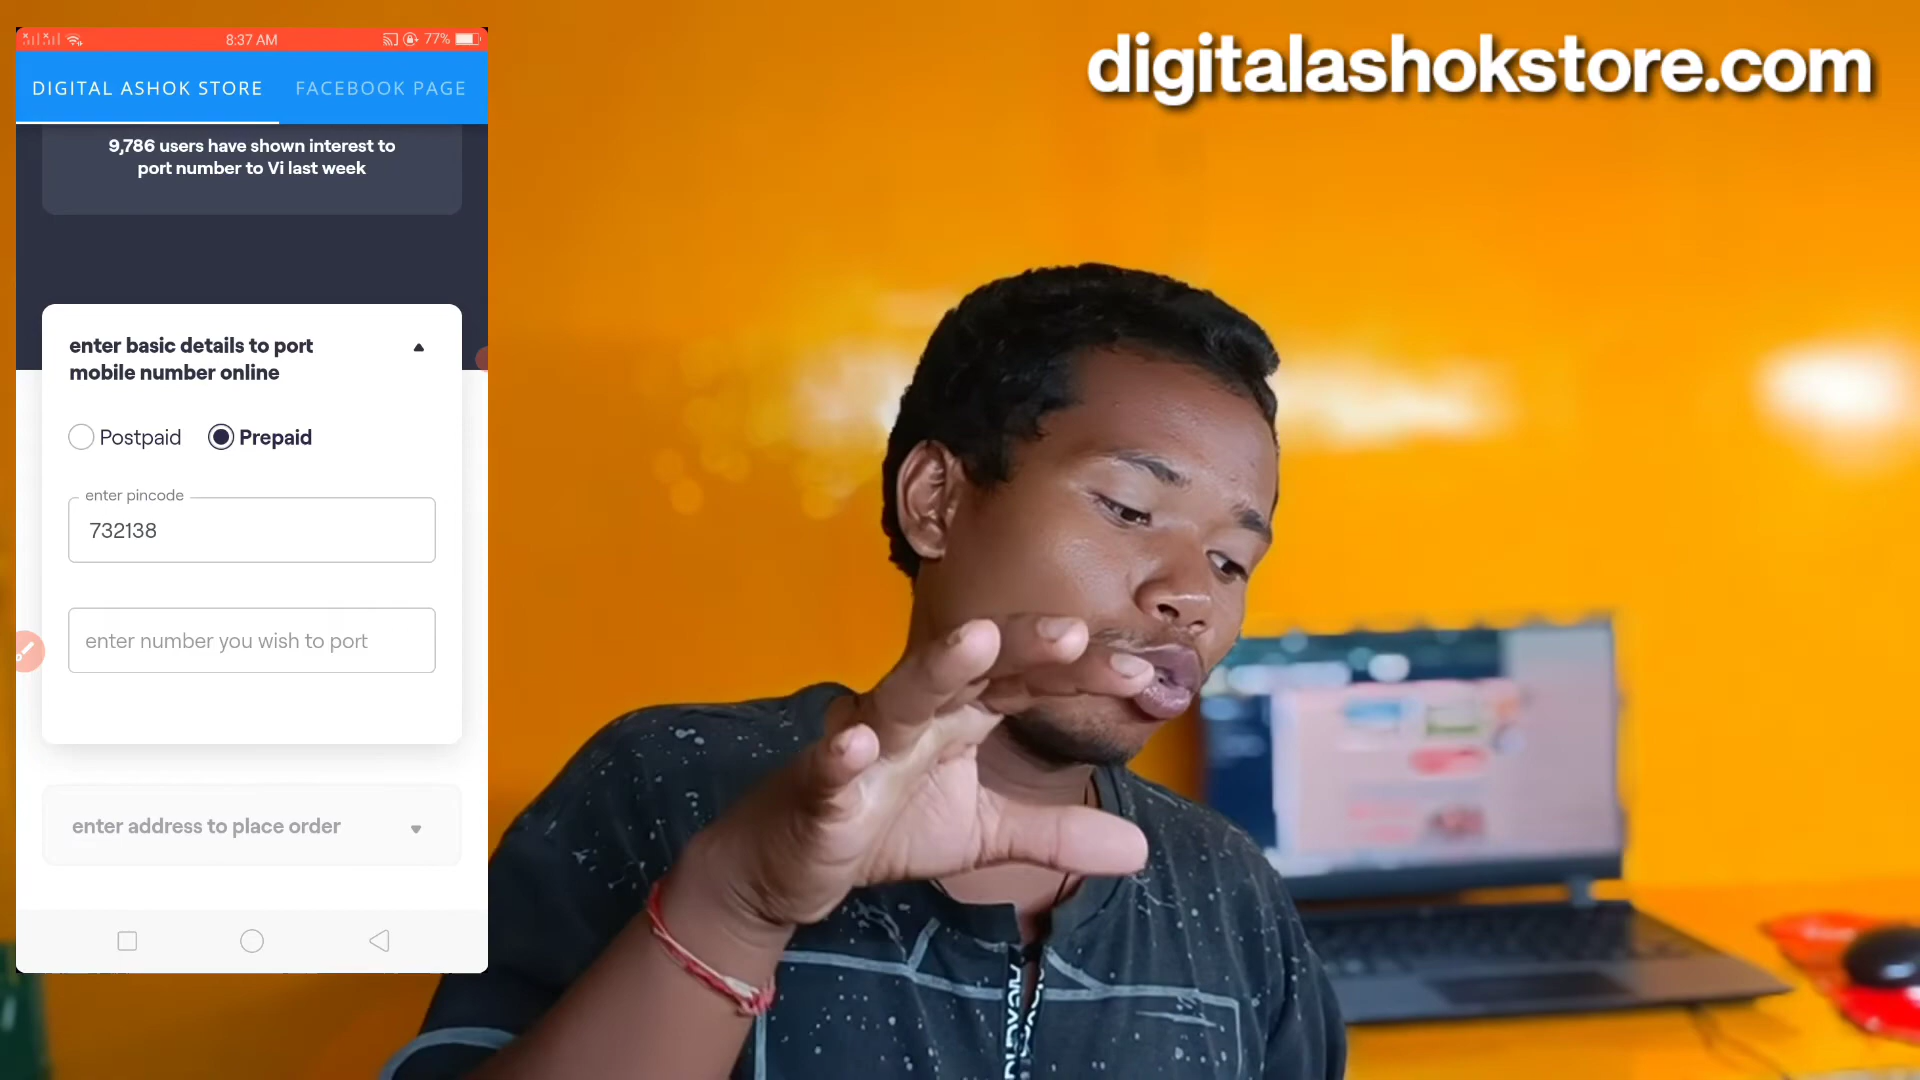 digitalashokstore.com
8:37 AM
77%
DIGITAL ASHOK STORE
FACEBOOK PAGE
9,786 users have shown interest to
port number to Vi last week
enter basic details to port
mobile number online
Postpaid
Prepaid
enter pincode
732138
enter number you wish to port
enter address to place order